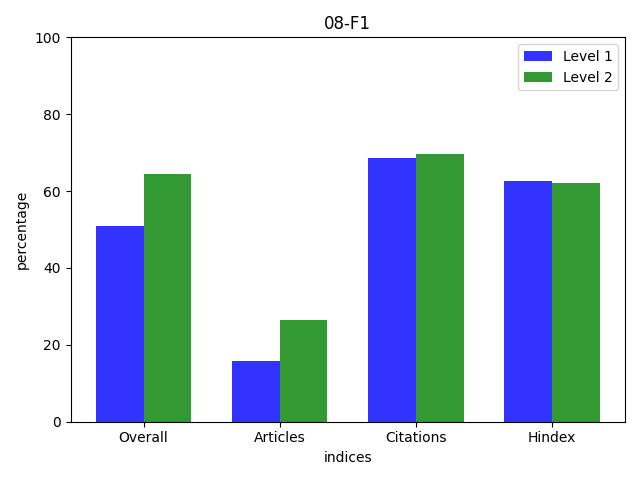 08-F1
100
80
60
40
20
0
percentage
Level 1
Level 2
Overall
Articles
Citations
Hindex
indices